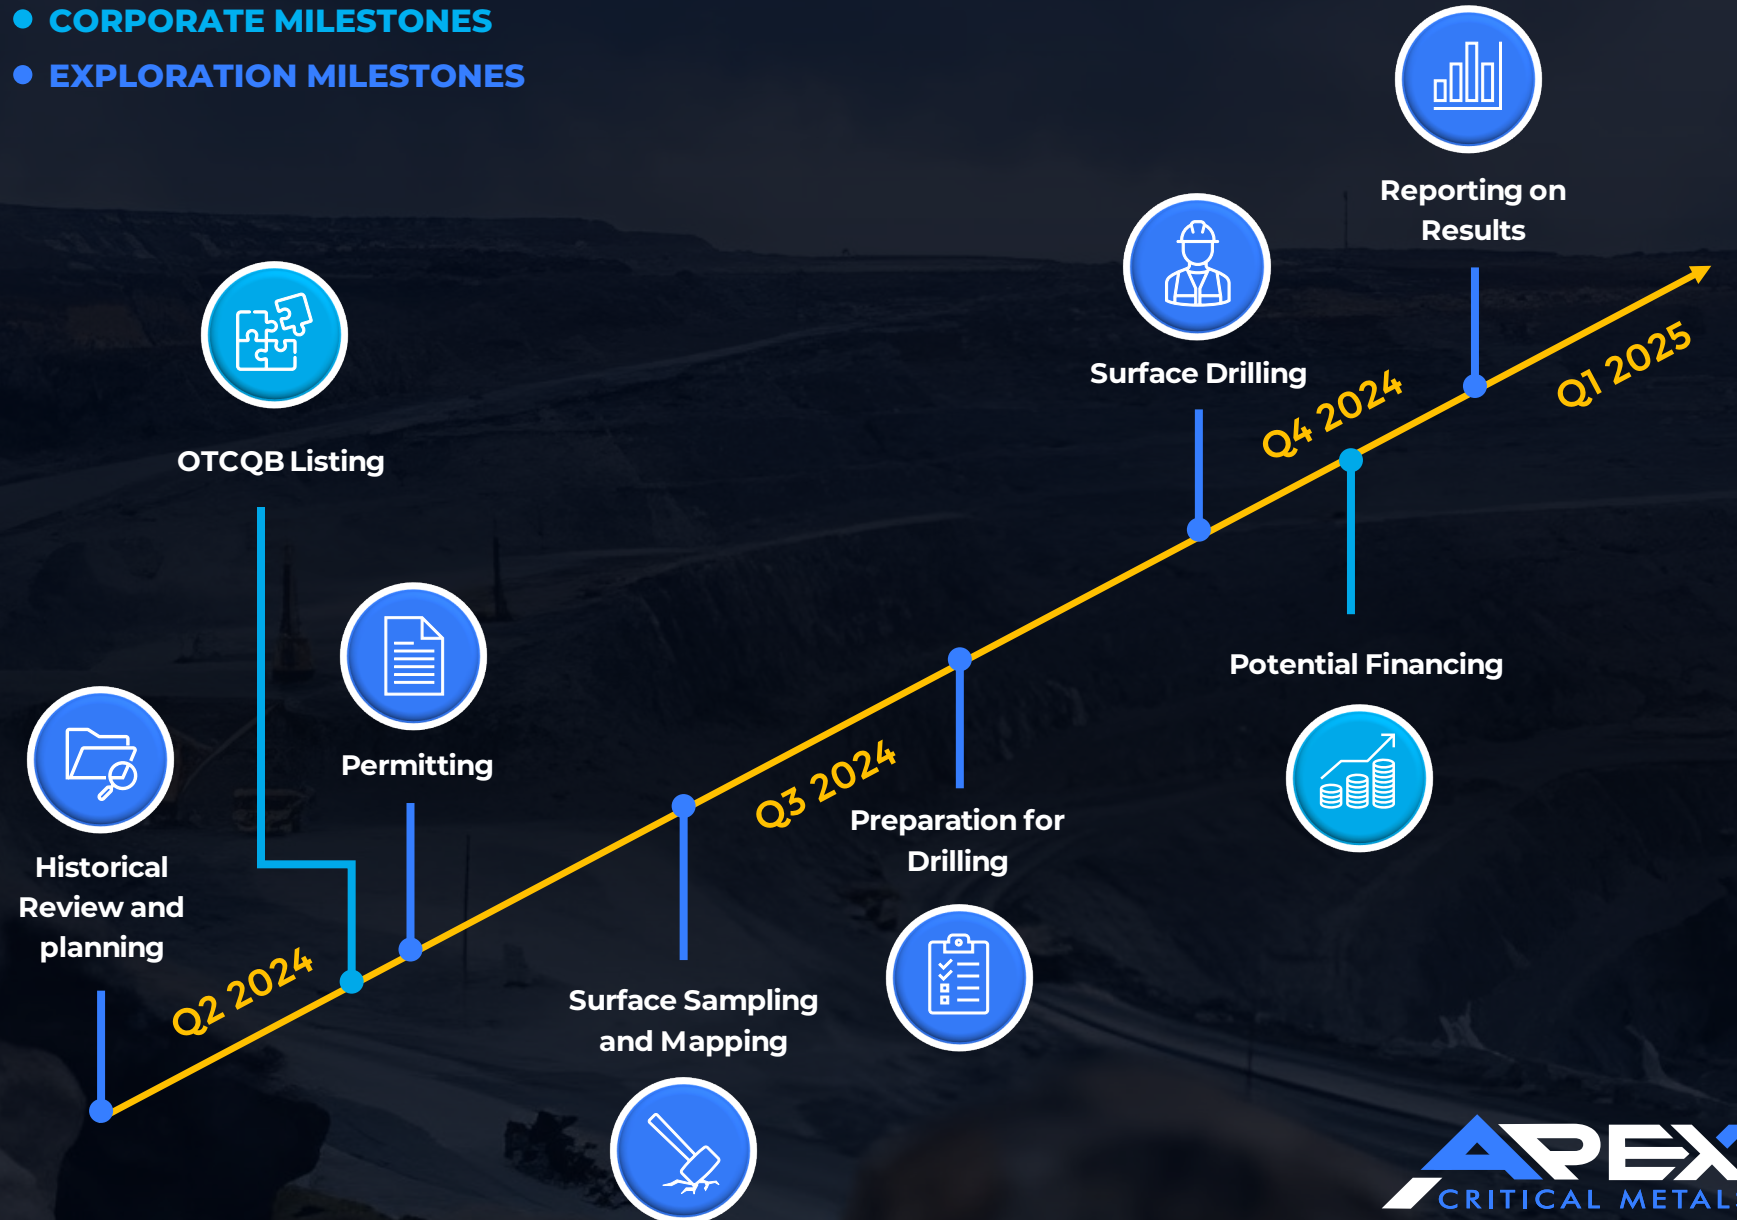 CORPORATE MILESTONES
EXPLORATION MILESTONES
Reporting on
Results
Surface Drilling
Q4 2024
Q1 2025
OTCQB Listing
Potential Financing
Permitting
Q3 2024
Preparation for
Drilling
Historical
Review and
planning
Q2 2024
Surface Sampling
and Mapping
APEX
CRITICAL METALS